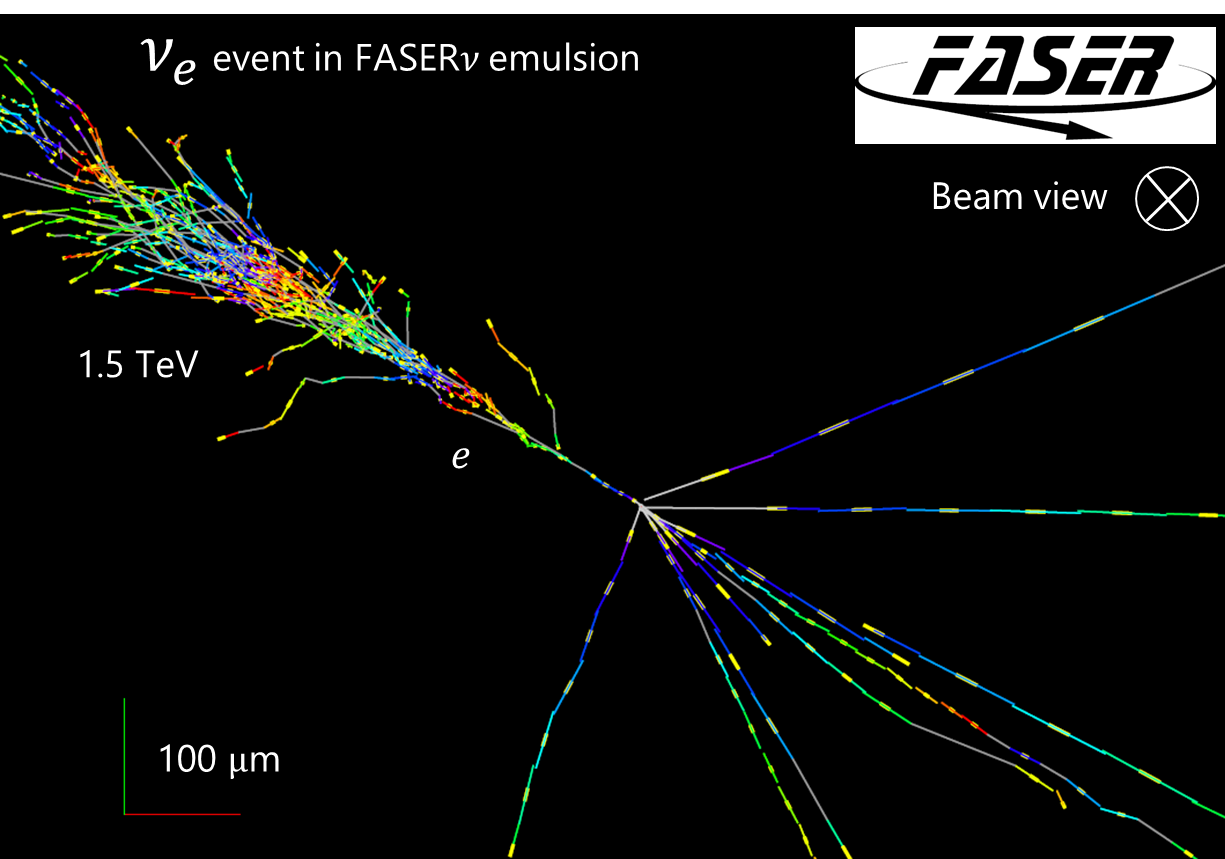 νₑ event in FASERν emulsion
FASER
Beam view
1.5 TeV
e
100 μm